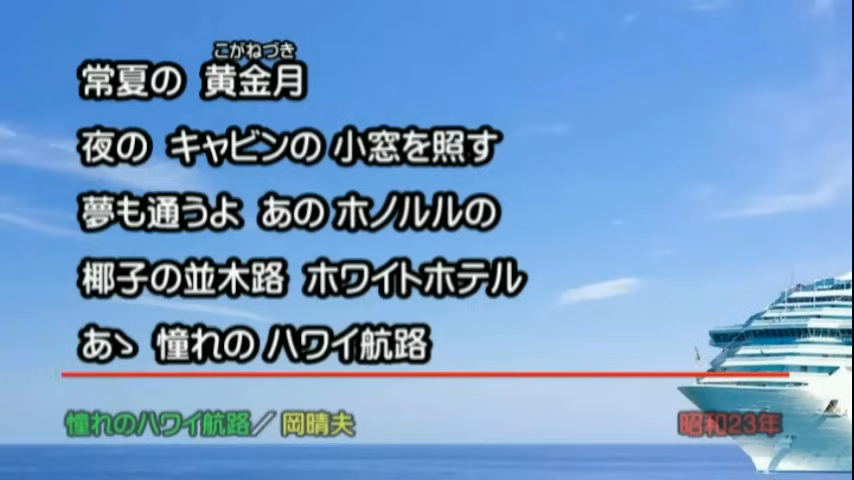 こがねづき
常夏の 黄金月
夜の キャビンの 小窓を照す
夢も通うよ あの ホノルルの
椰子の並木路 ホワイトホテル
あゝ 憧れの ハワイ航路
憧れのハワイ航路／岡晴夫 昭和23年